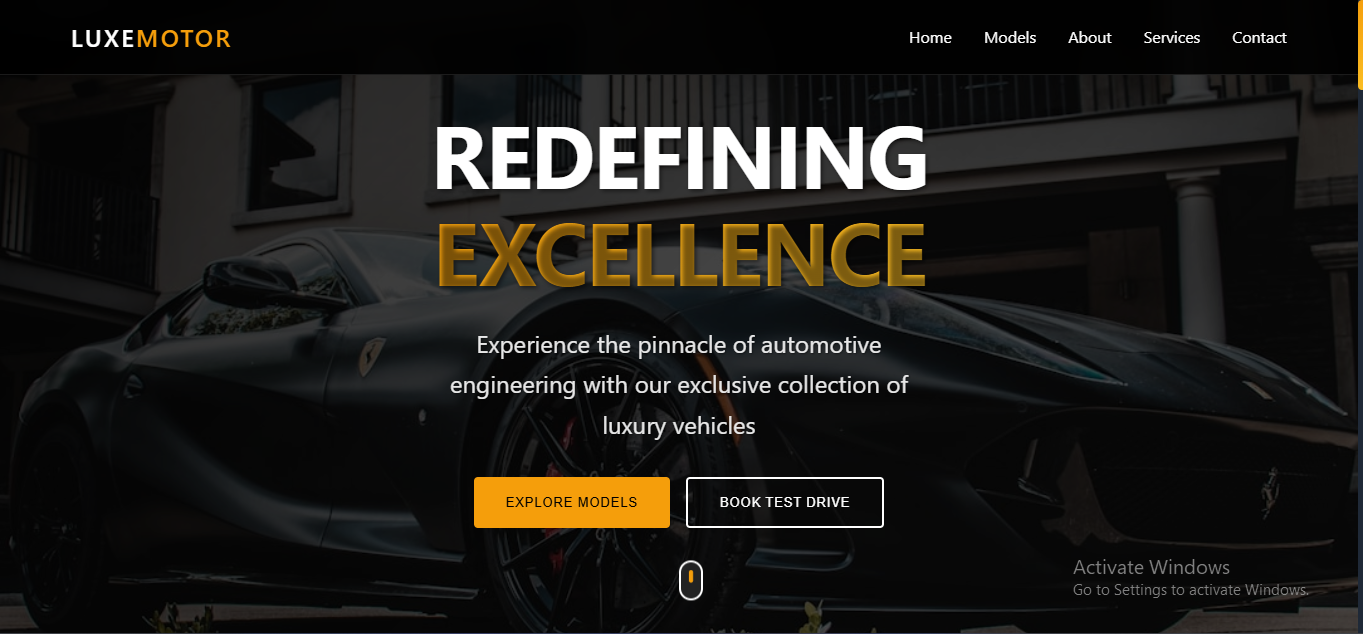 LUXEMOTOR
Home Models About Services Contact
REDEFINING
EXCELLENCE
Experience the pinnacle of automotive
engineering with our exclusive collection of
luxury vehicles
EXPLORE MODELS BOOK TEST DRIVE
Activate Windows
Go to Settings to activate Windows.